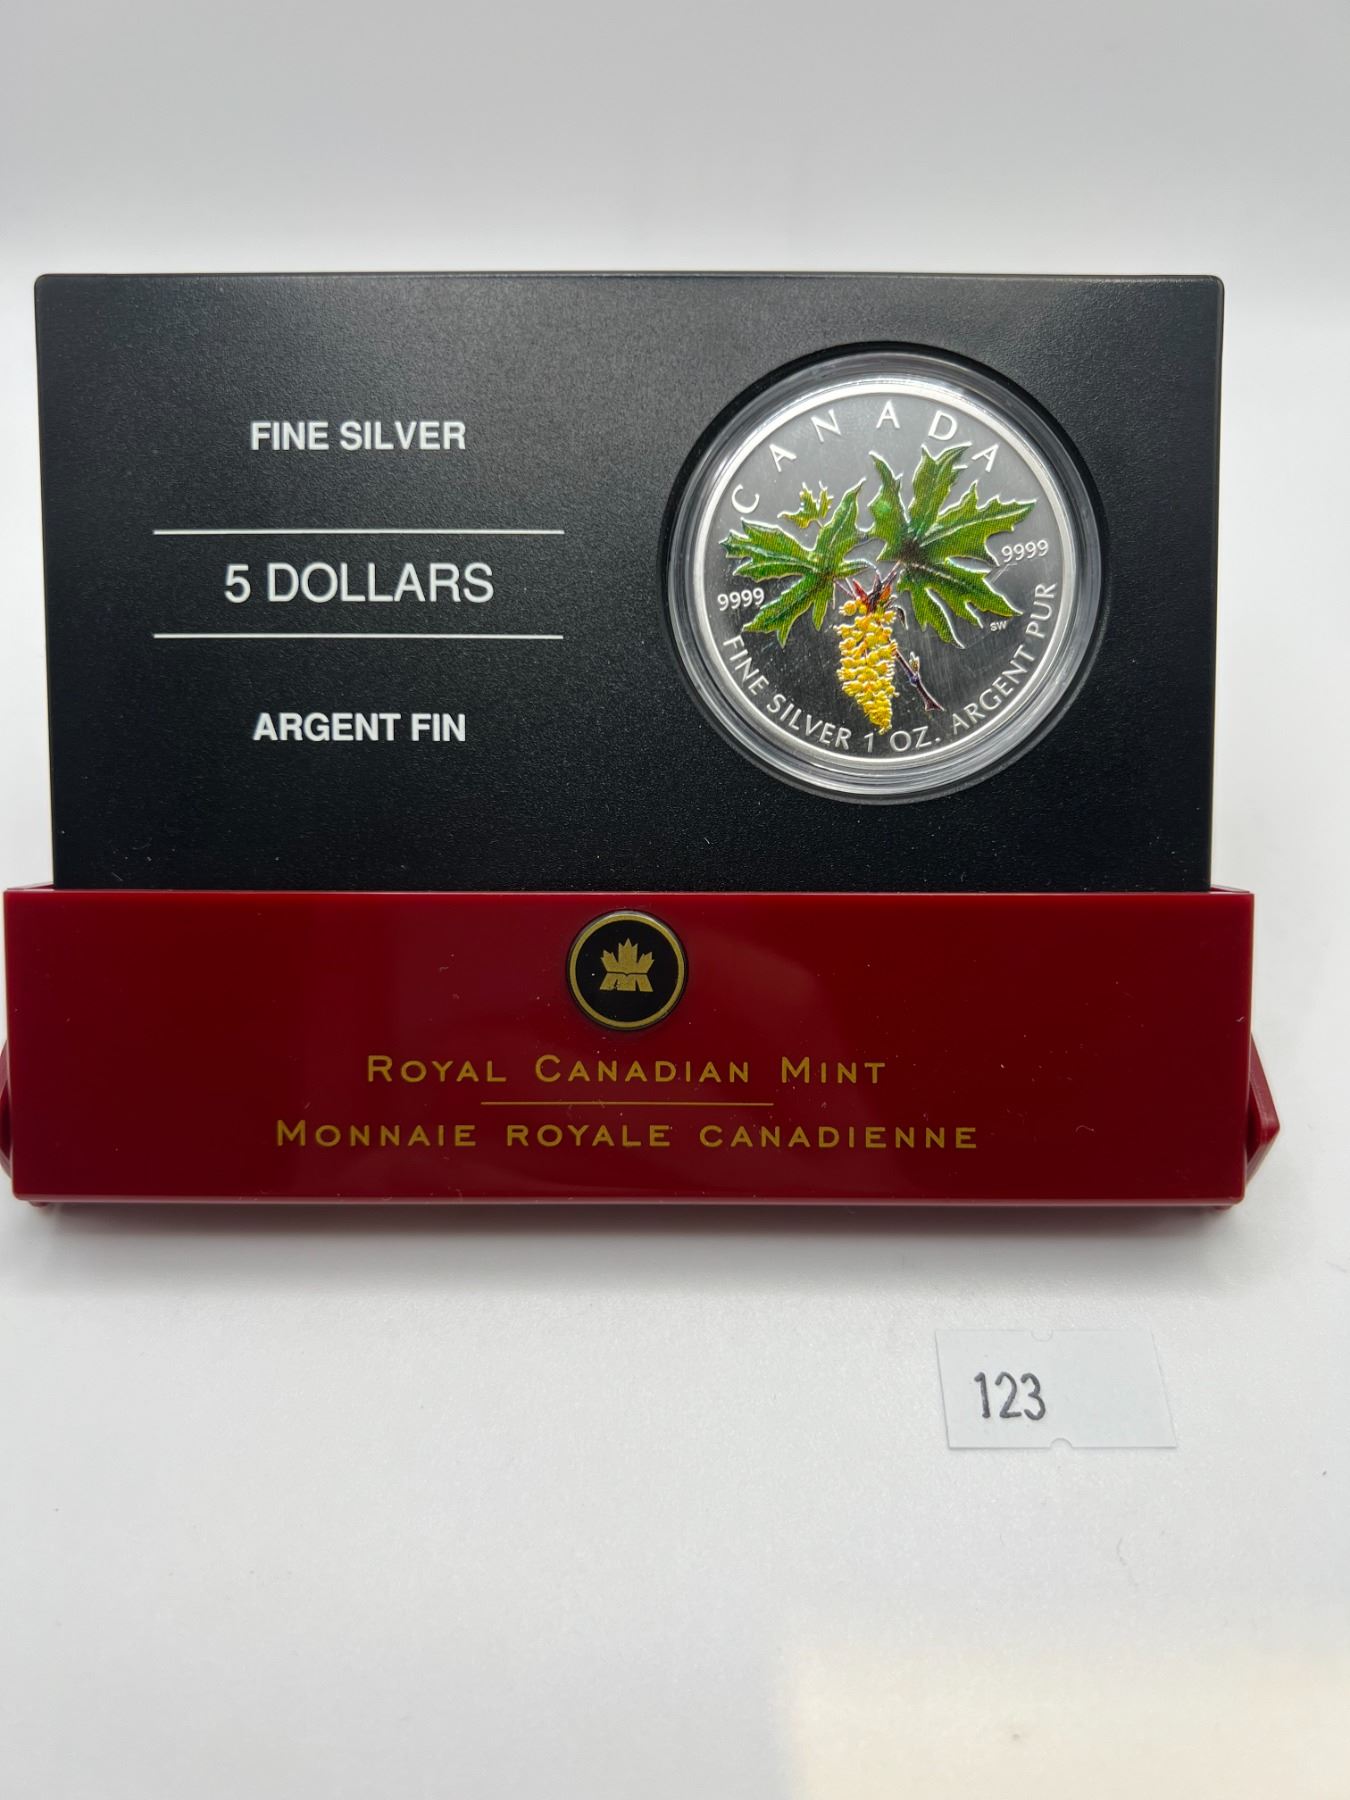 FINE SILVER
5 DOLLARS
ARGENT FIN
CANADA
9999
9999
SW
FINE SILVER 1 OZ. ARGENT PUR
ROYAL CANADIAN MINT
MONNAIE ROYALE CANADIENNE
123